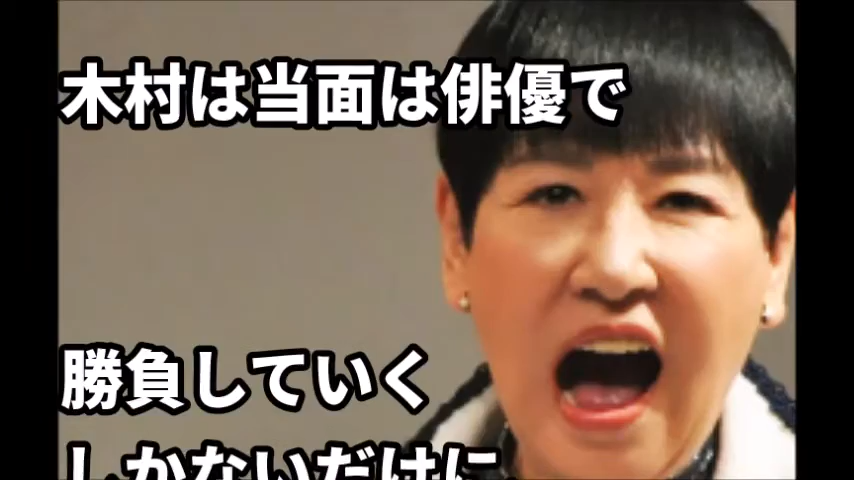 木村は当面は俳優で
勝負していく
しかないだけに